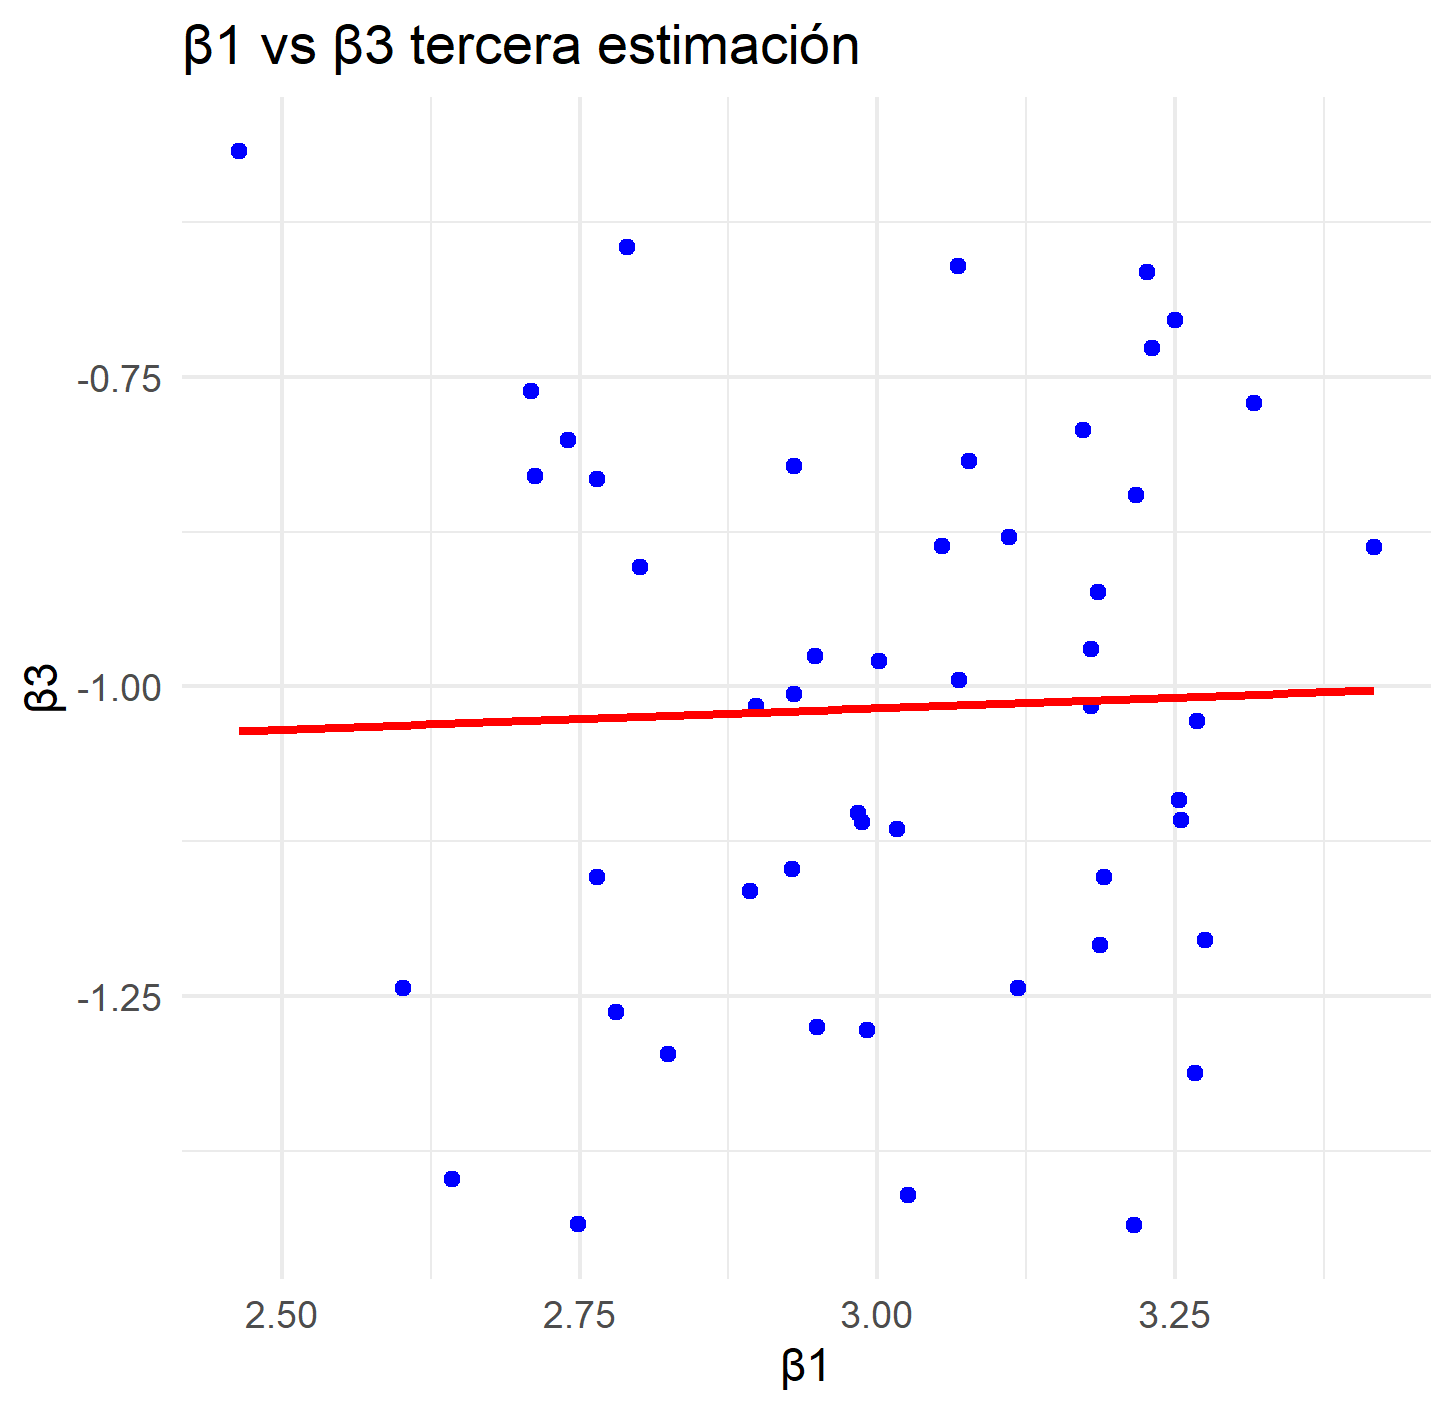 β1 vs β3 tercera estimación
β3
-0.75
-1.00
-1.25
2.50 2.75 3.00 3.25
β1